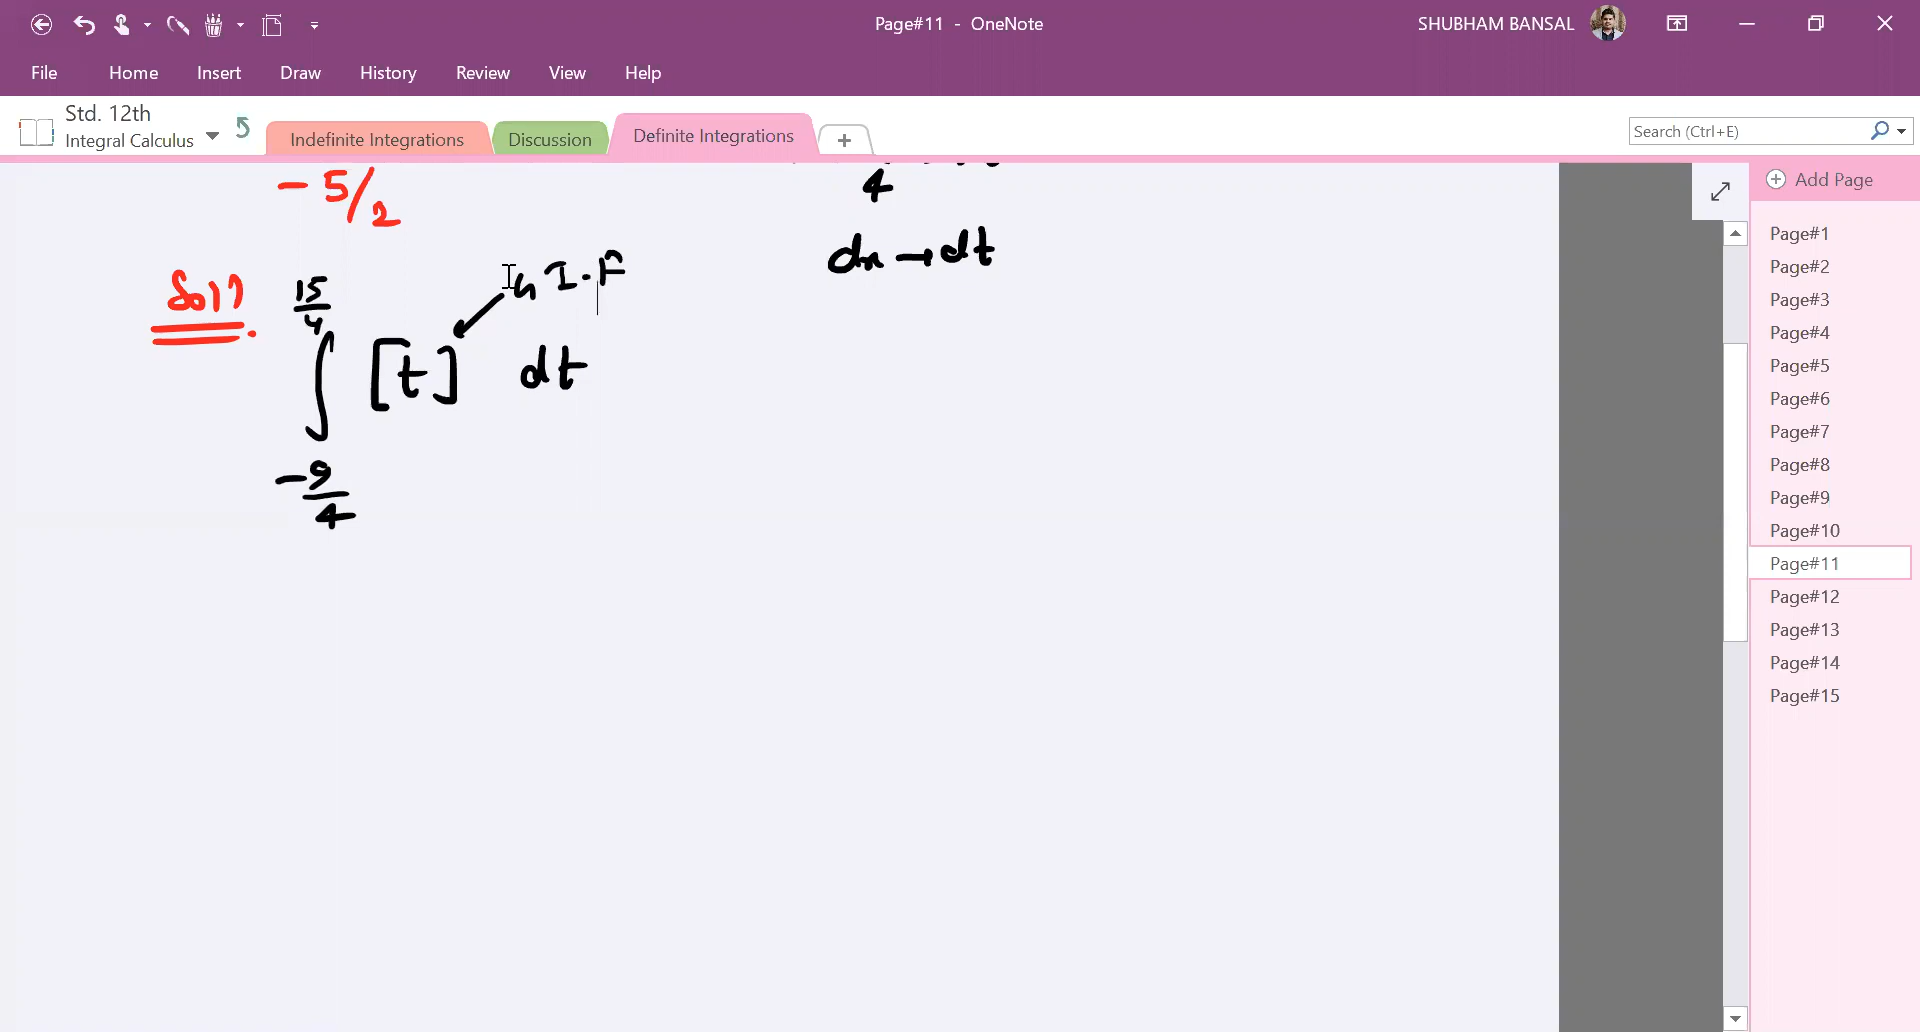 Page#11 - OneNote
SHUBHAM BANSAL
File Home Insert Draw History Review View Help
Std. 12th
Integral Calculus
Indefinite Integrations
Discussion
Definite Integrations
+
Search (Ctrl+E)
Add Page
Page#1
Page#2
Page#3
Page#4
Page#5
Page#6
Page#7
Page#8
Page#9
Page#10
Page#11
Page#12
Page#13
Page#14
Page#15
- 5/2
4
dx → dt
Soln.
G I.F
15/4
∫ [t] dt
-9/4